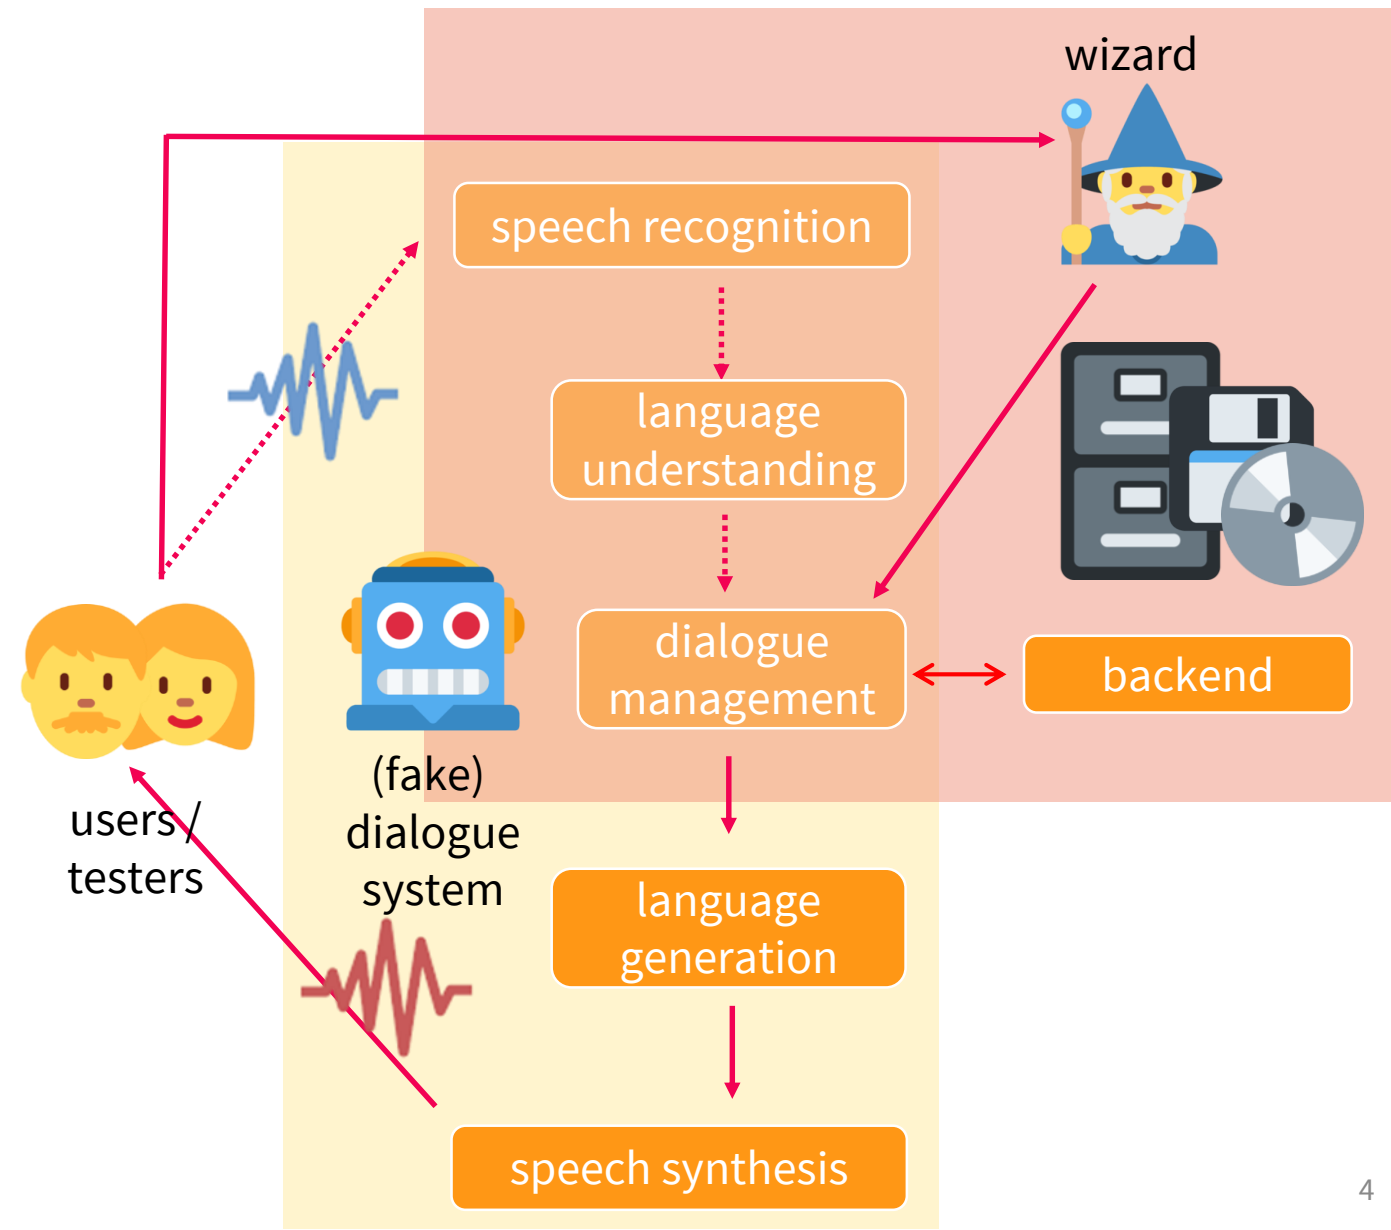 wizard
speech recognition
language
understanding
dialogue
management
backend
(fake)
dialogue
system
users /
testers
language
generation
speech synthesis
4